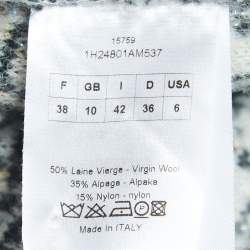 15759
1H24801AM537
F GB I D USA
38 10 42 36 6
50% Laine Vierge - Virgin Wool
35% Alpaga - Alpaka
15% Nylon - nylon
MADE IN ITALY